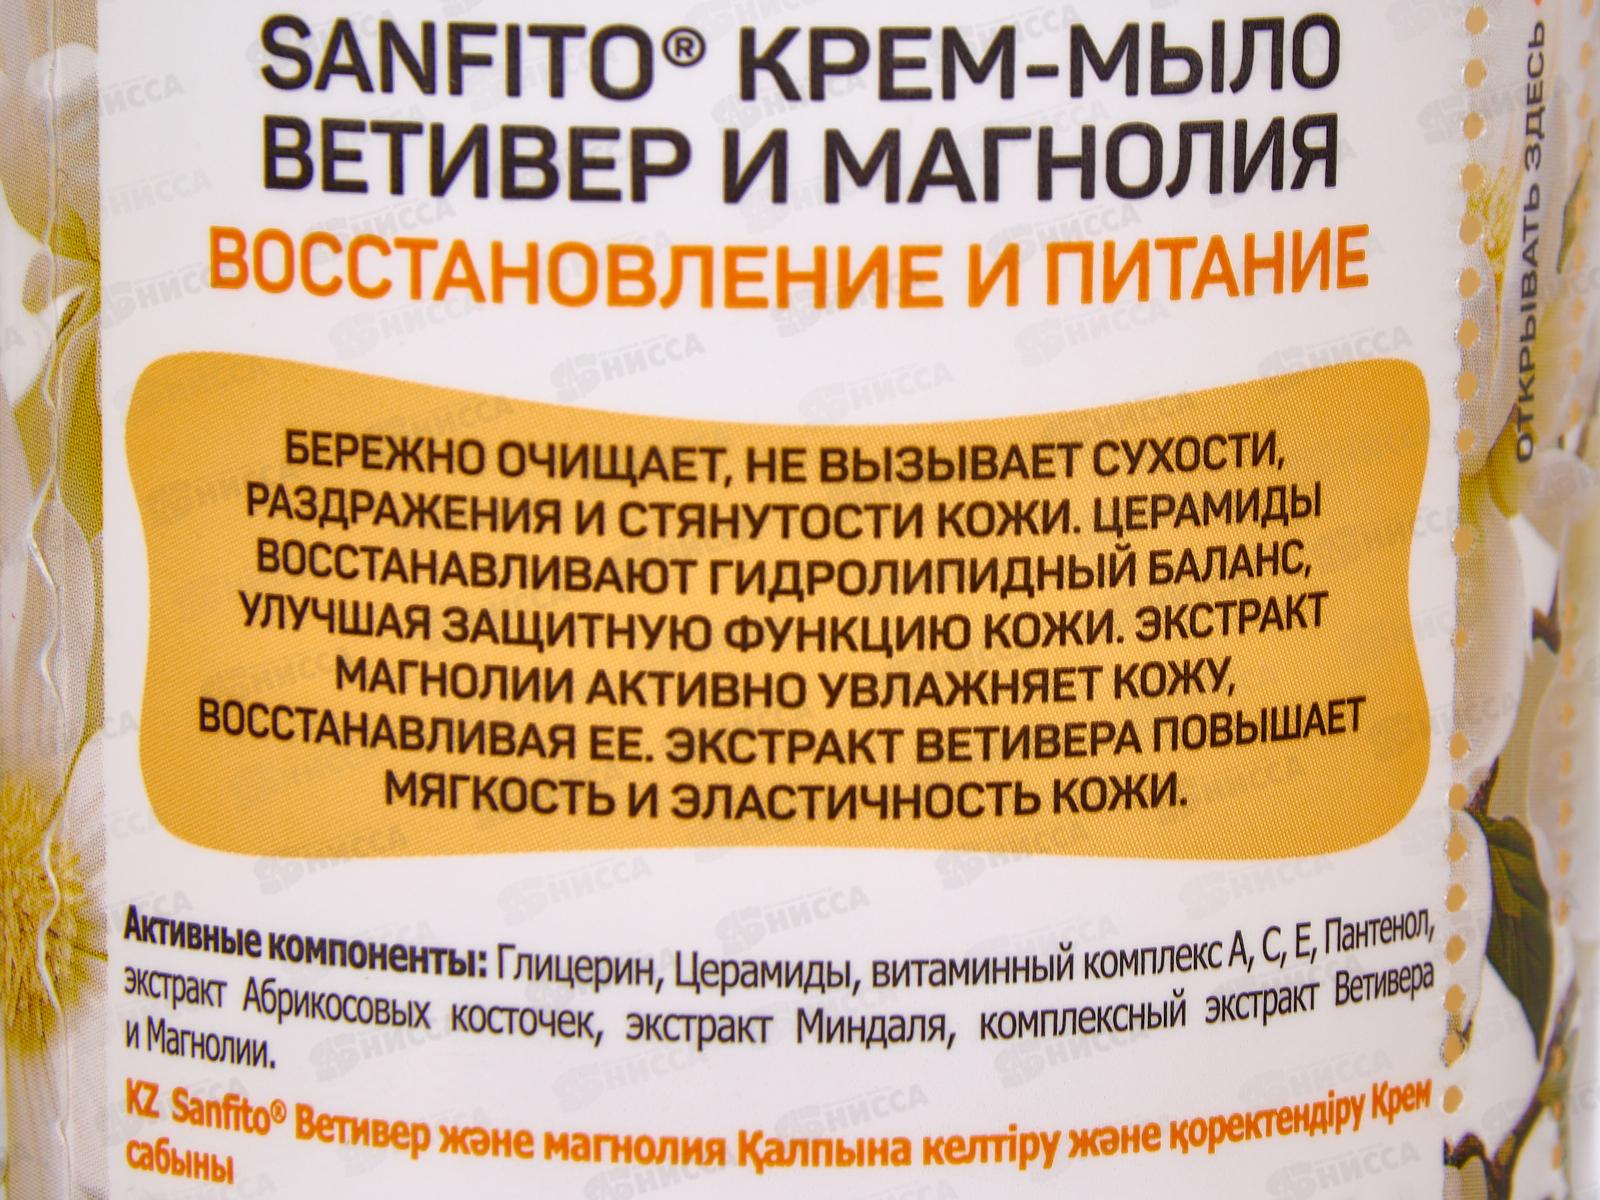 SANFITO® КРЕМ-МЫЛО
ВЕТИВЕР И МАГНОЛИЯ
ВОССТАНОВЛЕНИЕ И ПИТАНИЕ
БЕРЕЖНО ОЧИЩАЕТ, НЕ ВЫЗЫВАЕТ СУХОСТИ,
РАЗДРАЖЕНИЯ И СТЯНУТОСТИ КОЖИ. ЦЕРАМИДЫ
ВОССТАНАВЛИВАЮТ ГИДРОЛИПИДНЫЙ БАЛАНС,
УЛУЧШАЯ ЗАЩИТНУЮ ФУНКЦИЮ КОЖИ. ЭКСТРАКТ
МАГНОЛИИ АКТИВНО УВЛАЖНЯЕТ КОЖУ,
ВОССТАНАВЛИВАЯ ЕЕ. ЭКСТРАКТ ВЕТИВЕРА ПОВЫШАЕТ
МЯГКОСТЬ И ЭЛАСТИЧНОСТЬ КОЖИ.
Активные компоненты: Глицерин, Церамиды, витаминный комплекс А, С, Е, Пантенол,
экстракт Абрикосовых косточек, экстракт Миндаля, комплексный экстракт Ветивера
и Магнолии.
KZ Sanfito® Ветивер және магнолия Қалпына келтіру және қоректендіру Крем
сабыны
ОТКРЫВАТЬ ЗДЕСЬ
НИССА